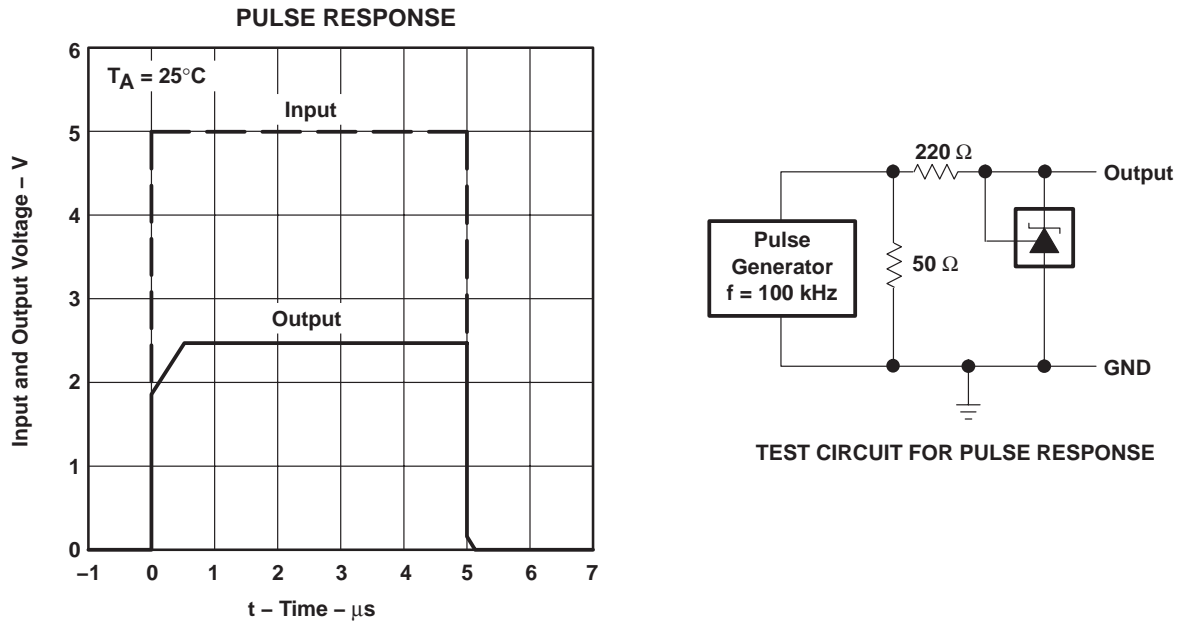 PULSE RESPONSE
6
5
4
3
2
1
0
Input and Output Voltage – V
TA = 25°C
Input
Output
–1 0 1 2 3 4 5 6 7
t – Time – μs
220 Ω
Output
Pulse
Generator
f = 100 kHz
50 Ω
GND
TEST CIRCUIT FOR PULSE RESPONSE